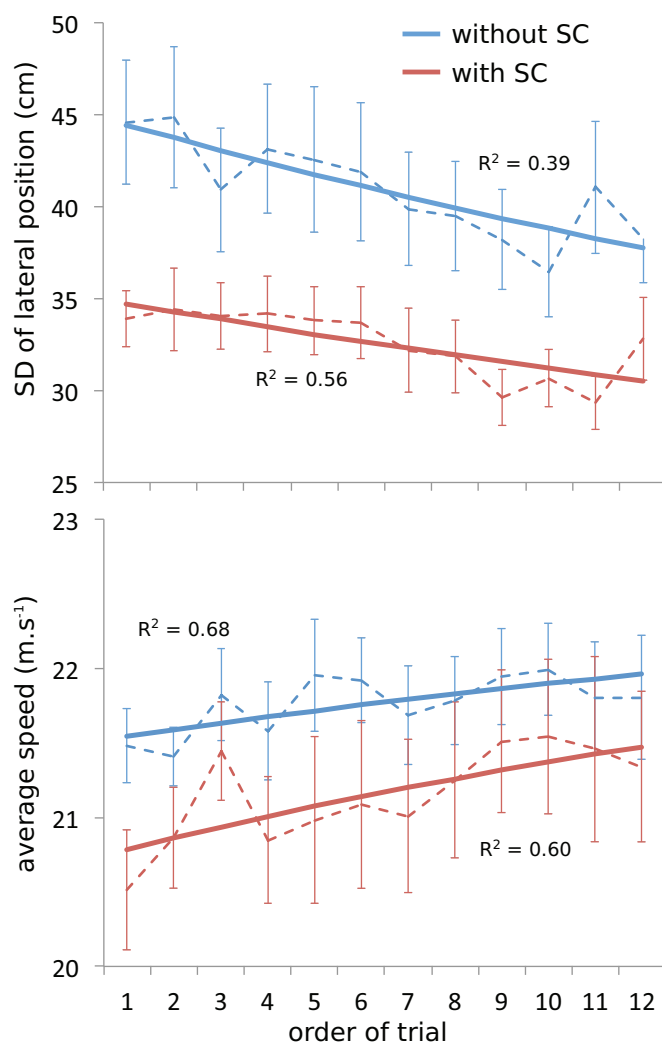 50
without SC
with SC
45
R² = 0.39
40
35
R² = 0.56
30
25
SD of lateral position (cm)
23
R² = 0.68
22
21
R² = 0.60
20
average speed (m.s⁻¹)
1 2 3 4 5 6 7 8 9 10 11 12
order of trial